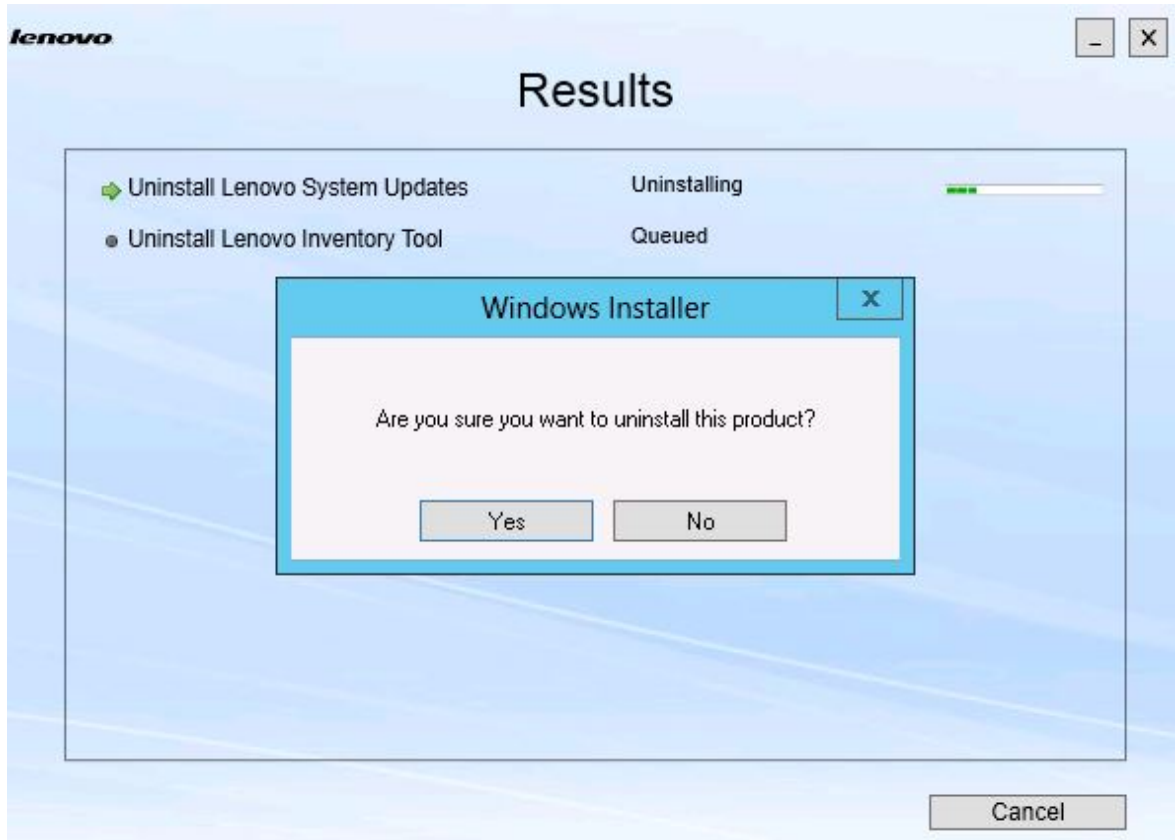 lenovo
_ X
Results
Uninstall Lenovo System Updates Uninstalling
Uninstall Lenovo Inventory Tool Queued
Windows Installer X
Are you sure you want to uninstall this product?
Yes No
Cancel